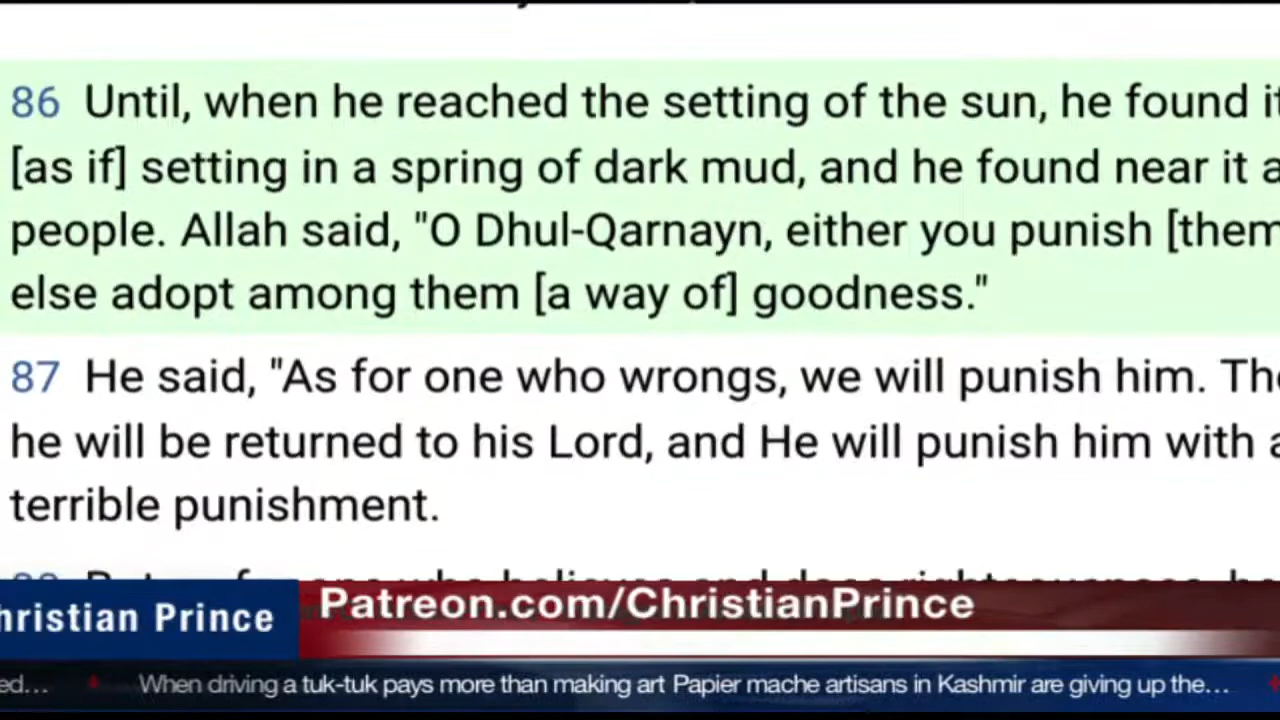 86 Until, when he reached the setting of the sun, he found it
[as if] setting in a spring of dark mud, and he found near it a
people. Allah said, "O Dhul-Qarnayn, either you punish [them
else adopt among them [a way of] goodness."
87 He said, "As for one who wrongs, we will punish him. The
he will be returned to his Lord, and He will punish him with a
terrible punishment.
hristian Prince
Patreon.com/ChristianPrince
ed... When driving a tuk-tuk pays more than making art Papier mache artisans in Kashmir are giving up the...